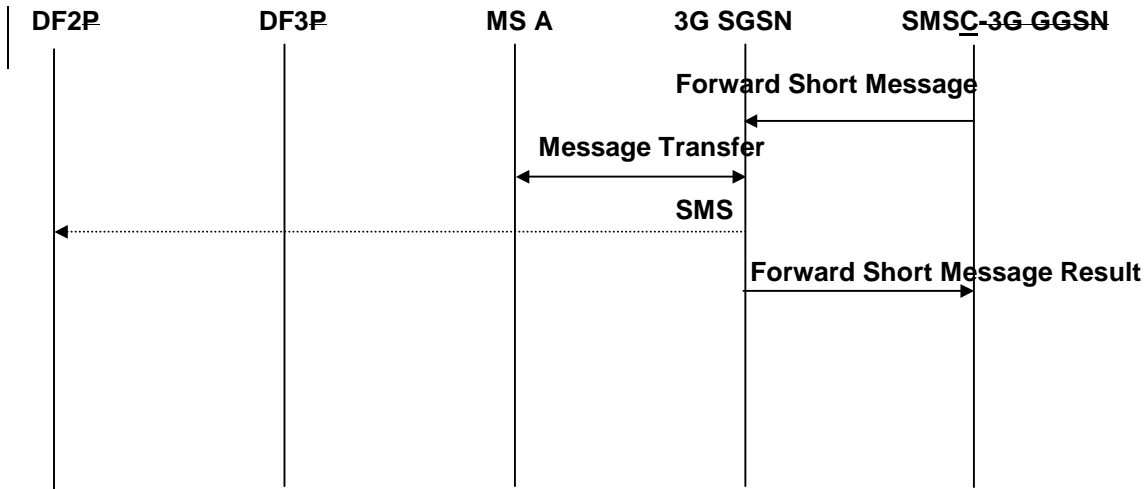 DF2P DF3P MS A 3G SGSN SMSC-3G GGSN
Forward Short Message
Message Transfer
SMS
Forward Short Message Result